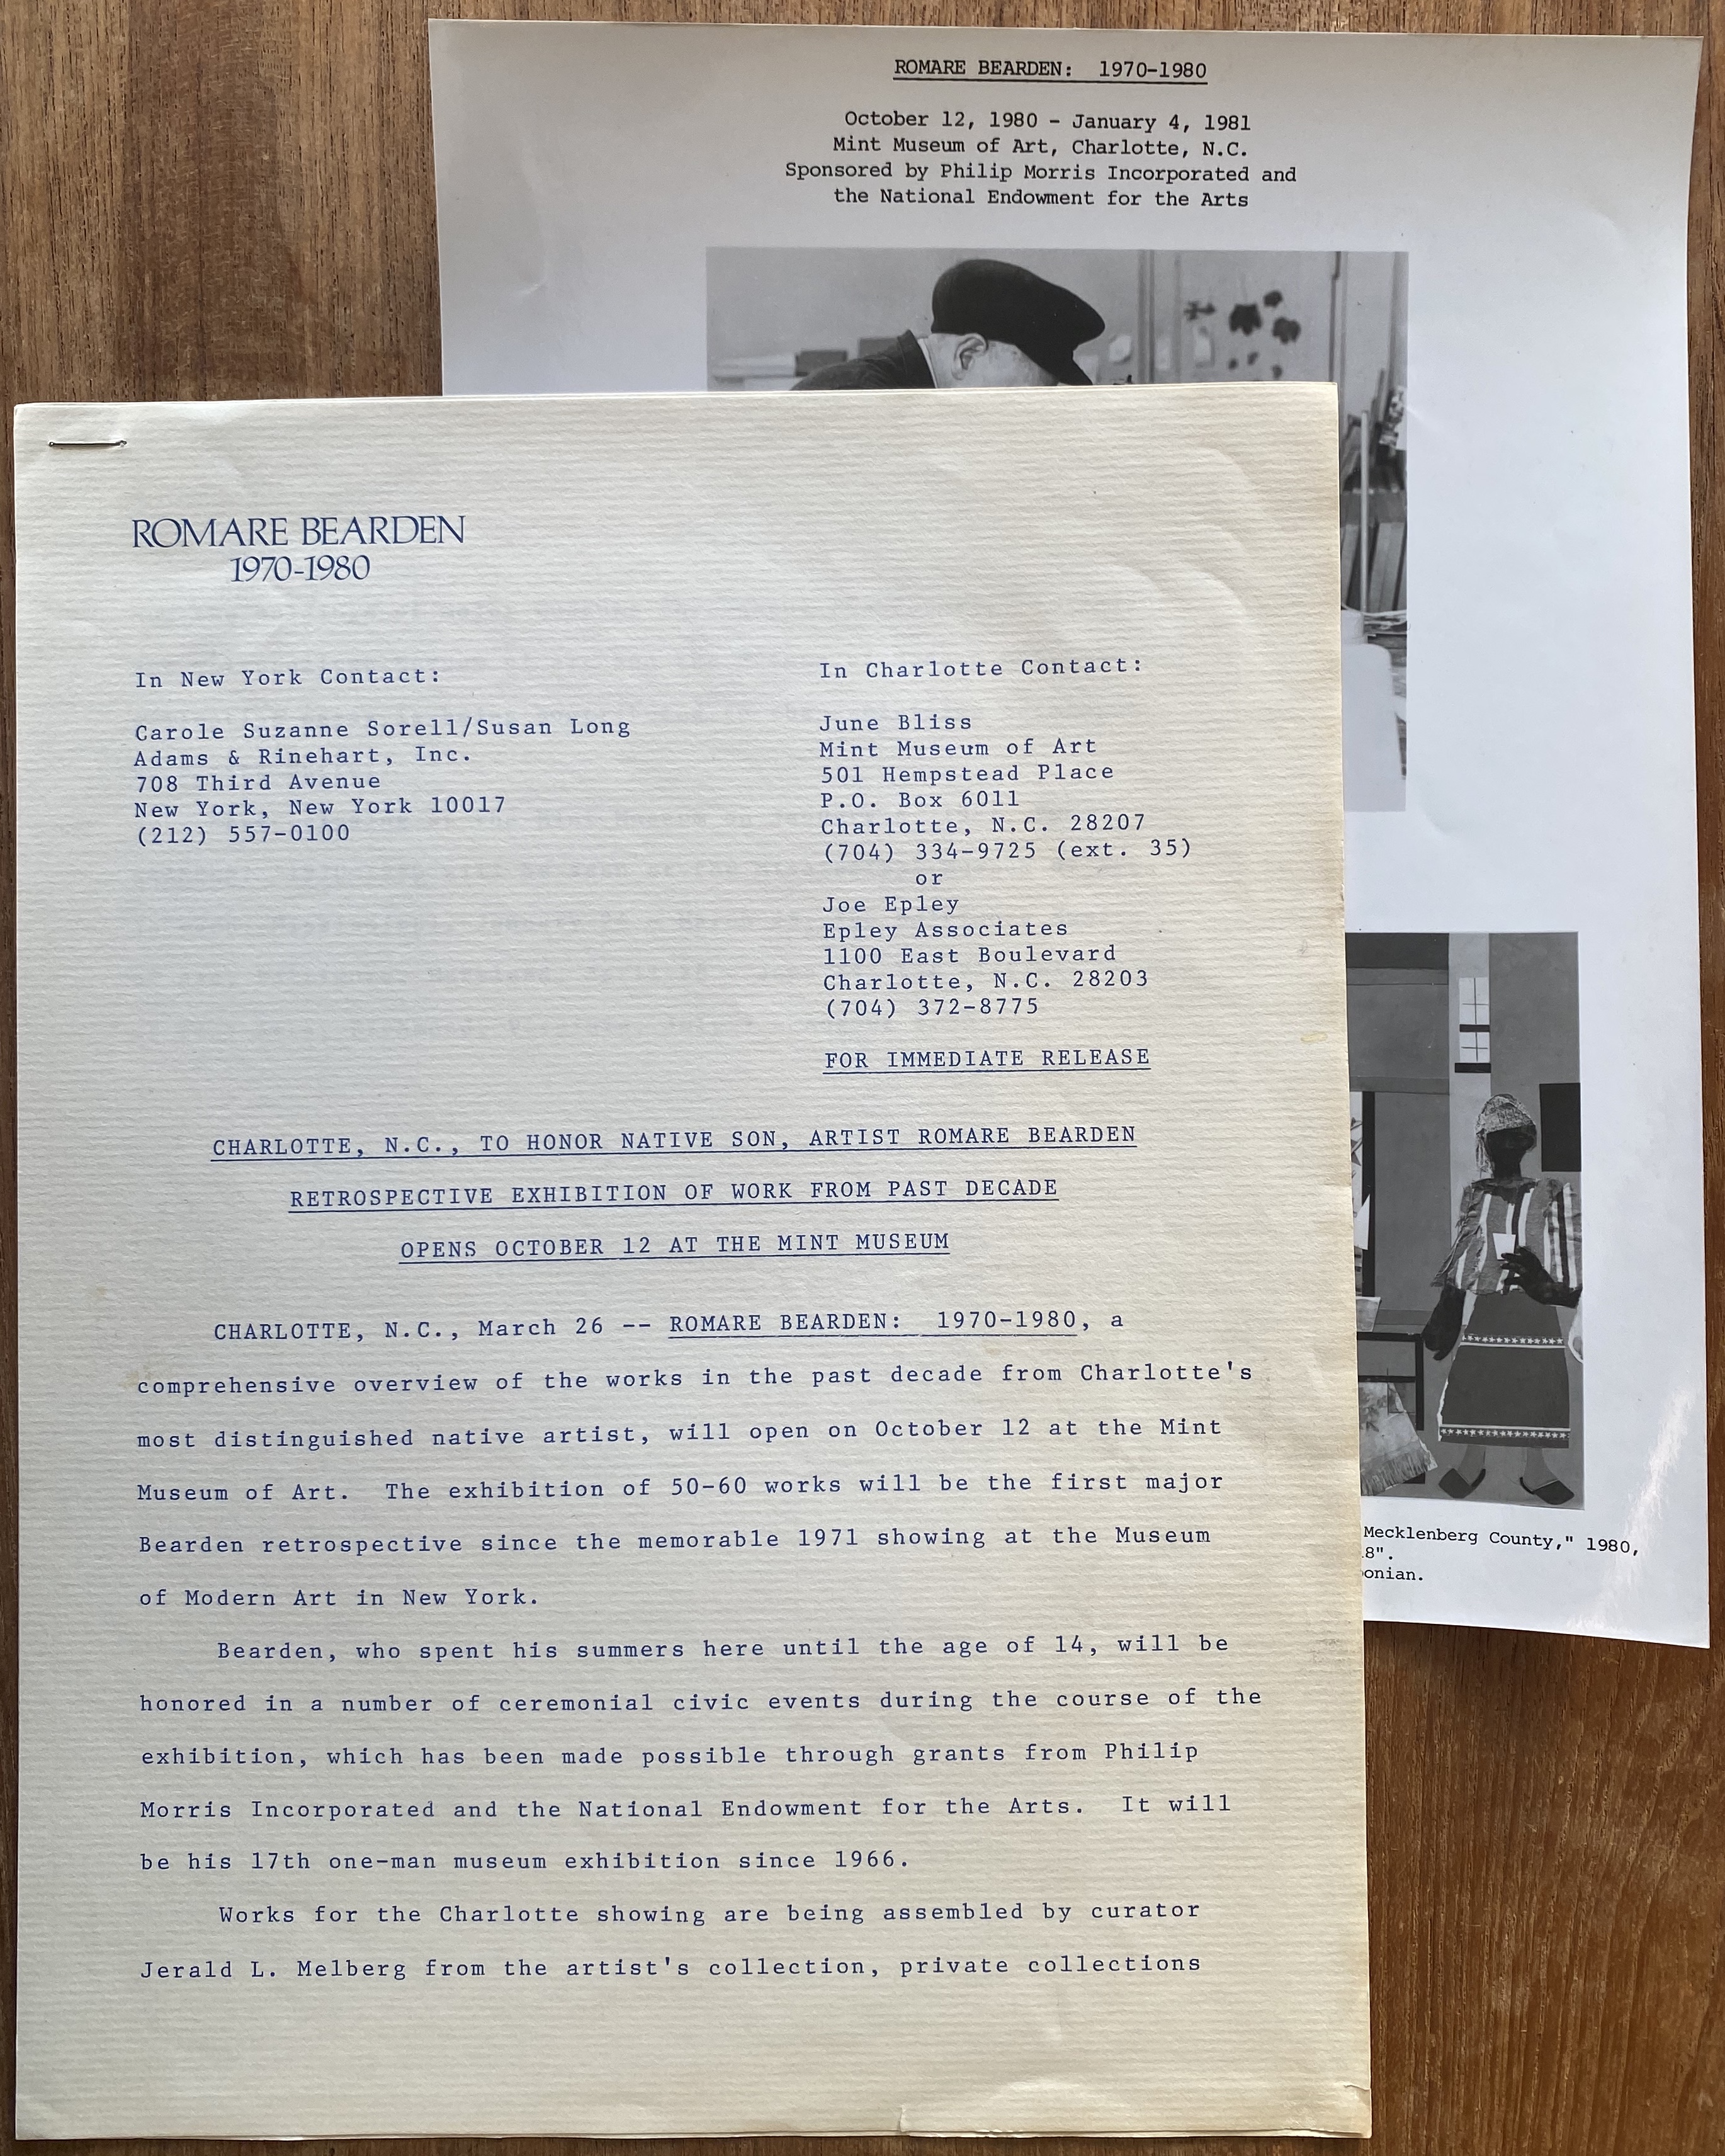 ROMARE BEARDEN:  1970-1980
October 12, 1980 - January 4, 1981
Mint Museum of Art, Charlotte, N.C.
Sponsored by Philip Morris Incorporated and
the National Endowment for the Arts
ROMARE BEARDEN
1970-1980
In New York Contact:
Carole Suzanne Sorell/Susan Long
Adams & Rinehart, Inc.
708 Third Avenue
New York, New York 10017
(212) 557-0100
In Charlotte Contact:
June Bliss
Mint Museum of Art
501 Hempstead Place
P.O. Box 6011
Charlotte, N.C. 28207
(704) 334-9725 (ext. 35)
or
Joe Epley
Epley Associates
1100 East Boulevard
Charlotte, N.C. 28203
(704) 372-8775
FOR IMMEDIATE RELEASE
CHARLOTTE, N.C., TO HONOR NATIVE SON, ARTIST ROMARE BEARDEN
RETROSPECTIVE EXHIBITION OF WORK FROM PAST DECADE
OPENS OCTOBER 12 AT THE MINT MUSEUM
CHARLOTTE, N.C., March 26 -- ROMARE BEARDEN:  1970-1980, a
comprehensive overview of the works in the past decade from Charlotte's
most distinguished native artist, will open on October 12 at the Mint
Museum of Art.  The exhibition of 50-60 works will be the first major
Bearden retrospective since the memorable 1971 showing at the Museum
of Modern Art in New York.
Bearden, who spent his summers here until the age of 14, will be
honored in a number of ceremonial civic events during the course of the
exhibition, which has been made possible through grants from Philip
Morris Incorporated and the National Endowment for the Arts.  It will
be his 17th one-man museum exhibition since 1966.
Works for the Charlotte showing are being assembled by curator
Jerald L. Melberg from the artist's collection, private collections
Mecklenberg County," 1980,
8".
onian.